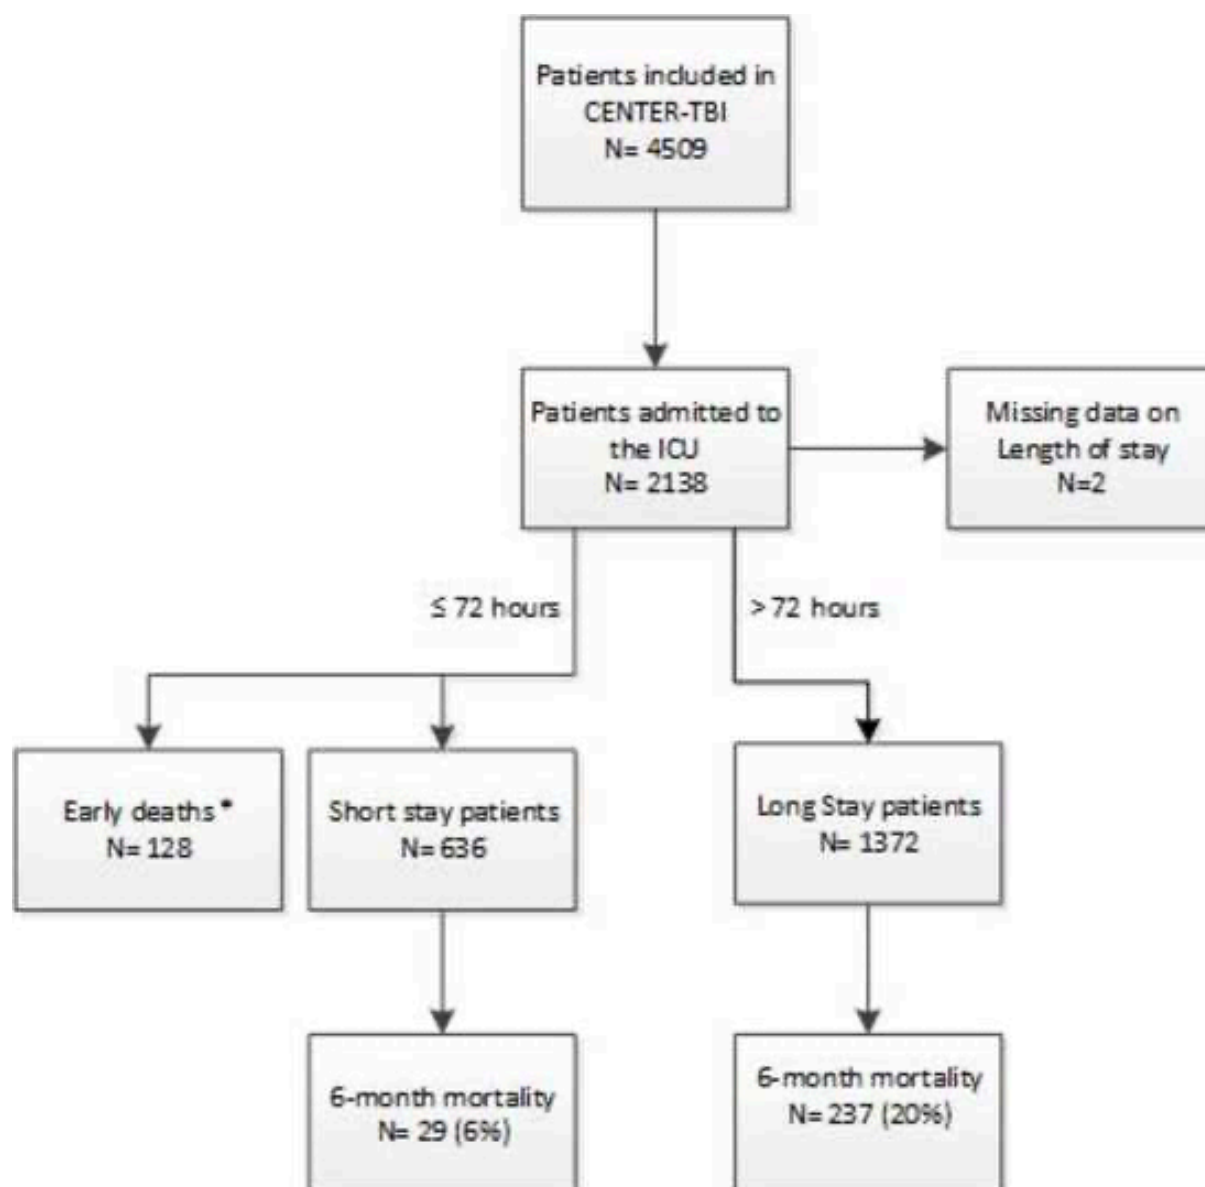 Patients included in
CENTER-TBI
N= 4509
Patients admitted to
the ICU
N= 2138
Missing data on
Length of stay
N=2
≤ 72 hours
> 72 hours
Early deaths *
N= 128
Short stay patients
N= 636
Long Stay patients
N= 1372
6-month mortality
N= 29 (6%)
6-month mortality
N= 237 (20%)